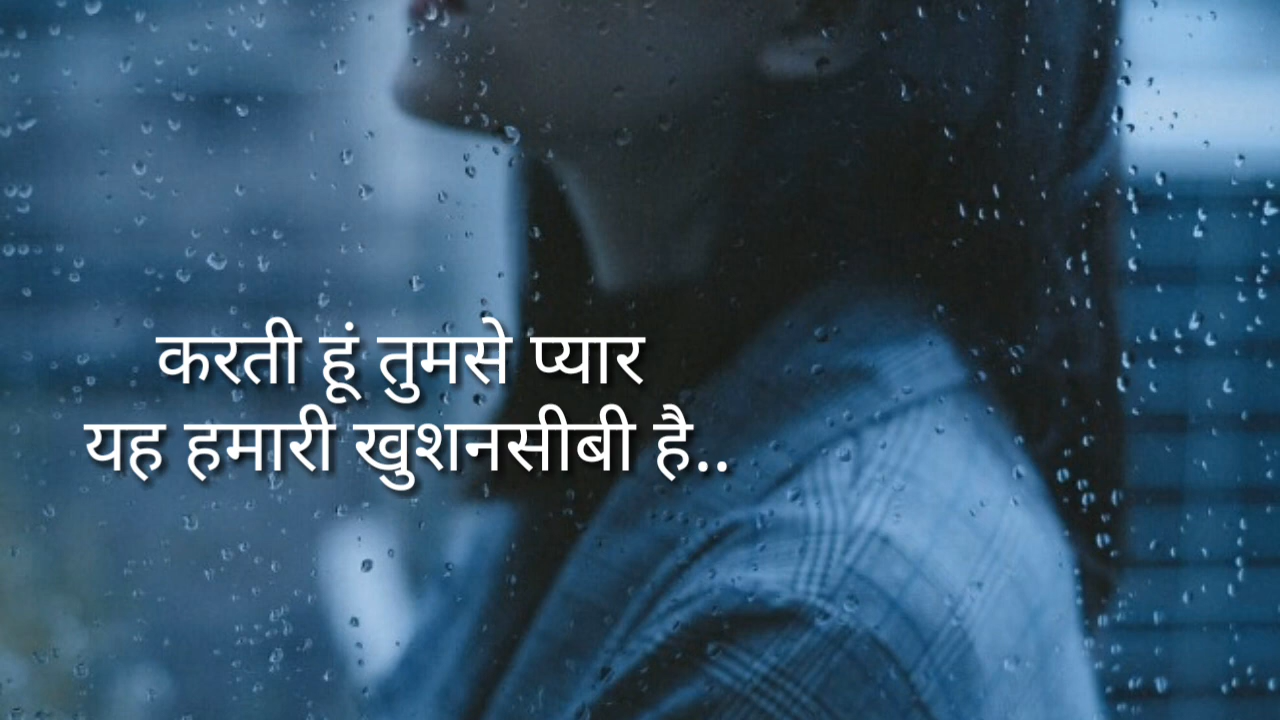 करती हूं तुमसे प्यार
यह हमारी खुशनसीबी है..